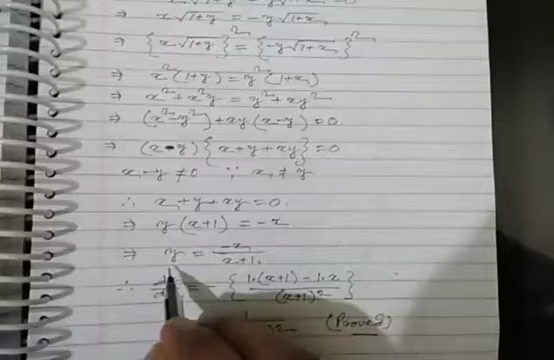 ⇒ x√1+y = -y√1+x
⇒ {x√1+y}² = {-y√1+x}²
⇒ x²(1+y) = y²(1+x)
⇒ x²+x²y = y²+xy²
⇒ (x²-y²)+xy(x-y)=0.
⇒ (x-y){x+y+xy}=0
x-y≠0 ∵ x≠y
∴ x+y+xy=0.
⇒ y(x+1) = -x
⇒ y = -x/x+1.
∴ = -{1.(x+1)-1.x/(x+1)²}
(Proved)